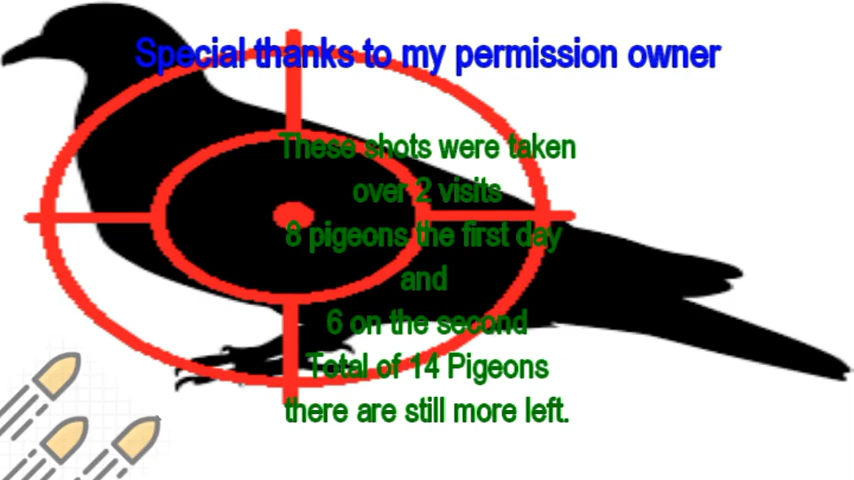 Special thanks to my permission owner
These shots were taken
over 2 visits
8 pigeons the first day
and
6 on the second
Total of 14 Pigeons
there are still more left.